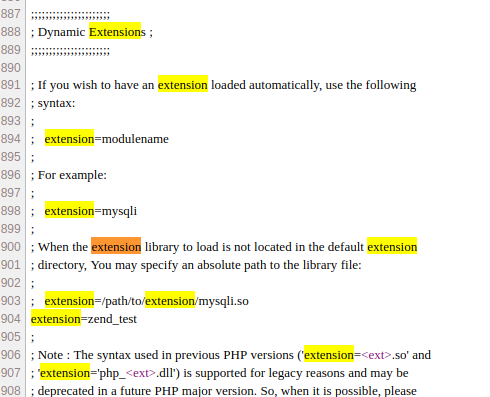 887 ;;;;;;;;;;;;;;;;;;;;;;
888 ; Dynamic Extensions ;
889 ;;;;;;;;;;;;;;;;;;;;;;
890
891 ; If you wish to have an extension loaded automatically, use the following
892 ; syntax:
893 ;
894 ;   extension=modulename
895 ;
896 ; For example:
897 ;
898 ;   extension=mysqli
899 ;
900 ; When the extension library to load is not located in the default extension
901 ; directory, You may specify an absolute path to the library file:
902 ;
903 ;   extension=/path/to/extension/mysqli.so
904 extension=zend_test
905 ;
906 ; Note : The syntax used in previous PHP versions ('extension=<ext>.so' and
907 ; 'extension='php_<ext>.dll') is supported for legacy reasons and may be
908 ; deprecated in a future PHP major version. So, when it is possible, please